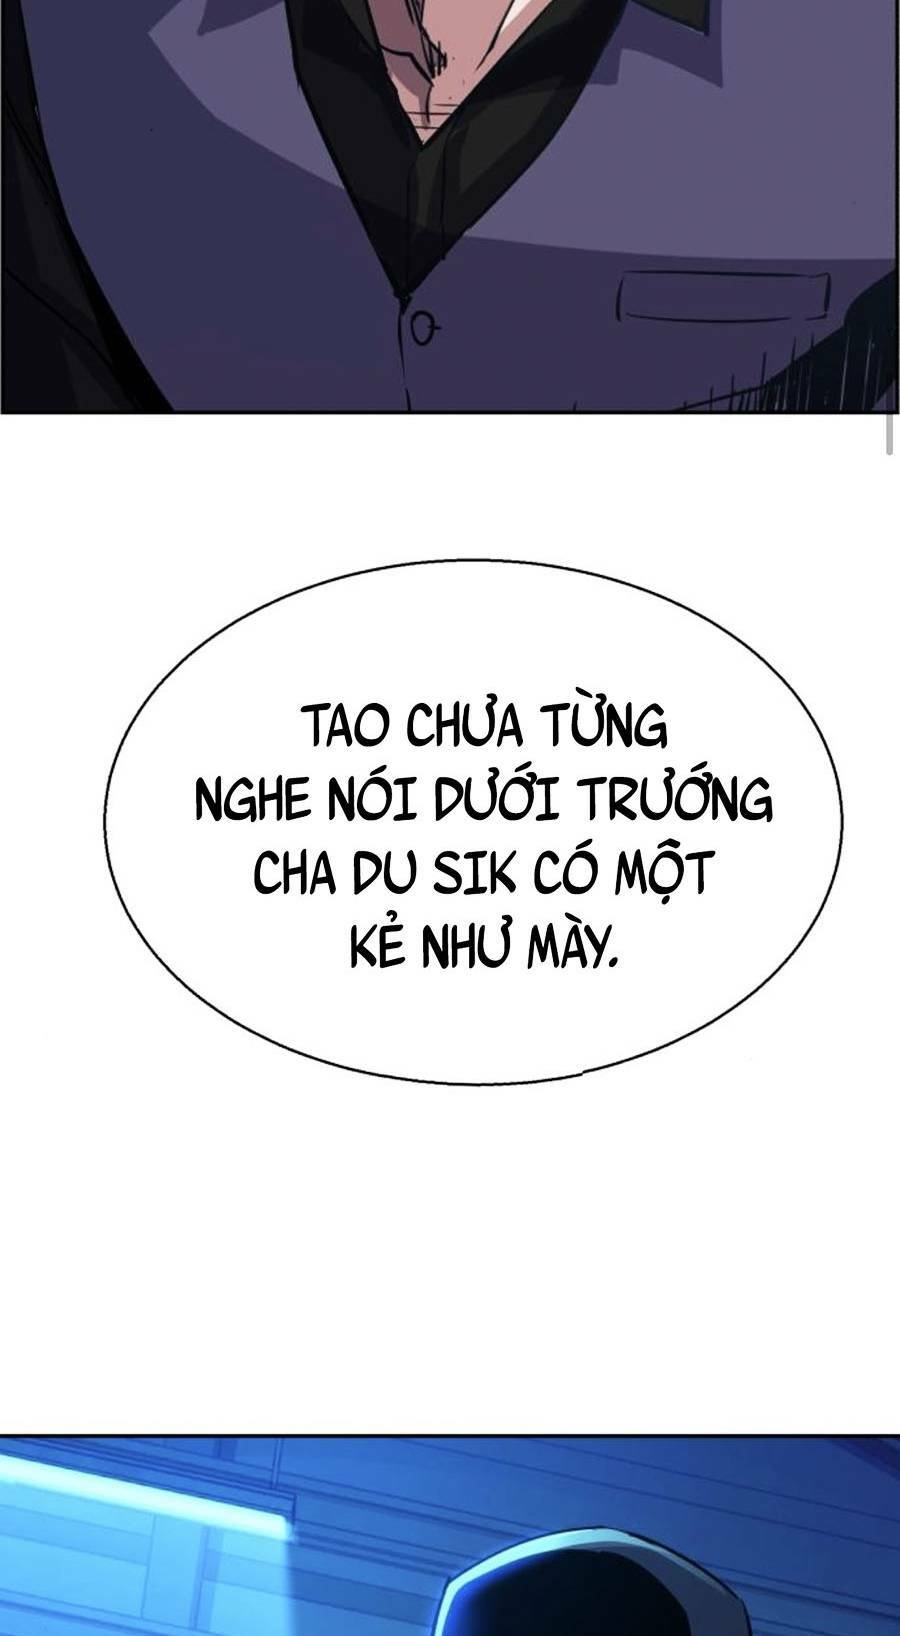 TAO CHƯA TỪNG
NGHE NÓI DƯỚI TRƯỚNG
CHA DU SIK CÓ MỘT
KẺ NHƯ MÀY.